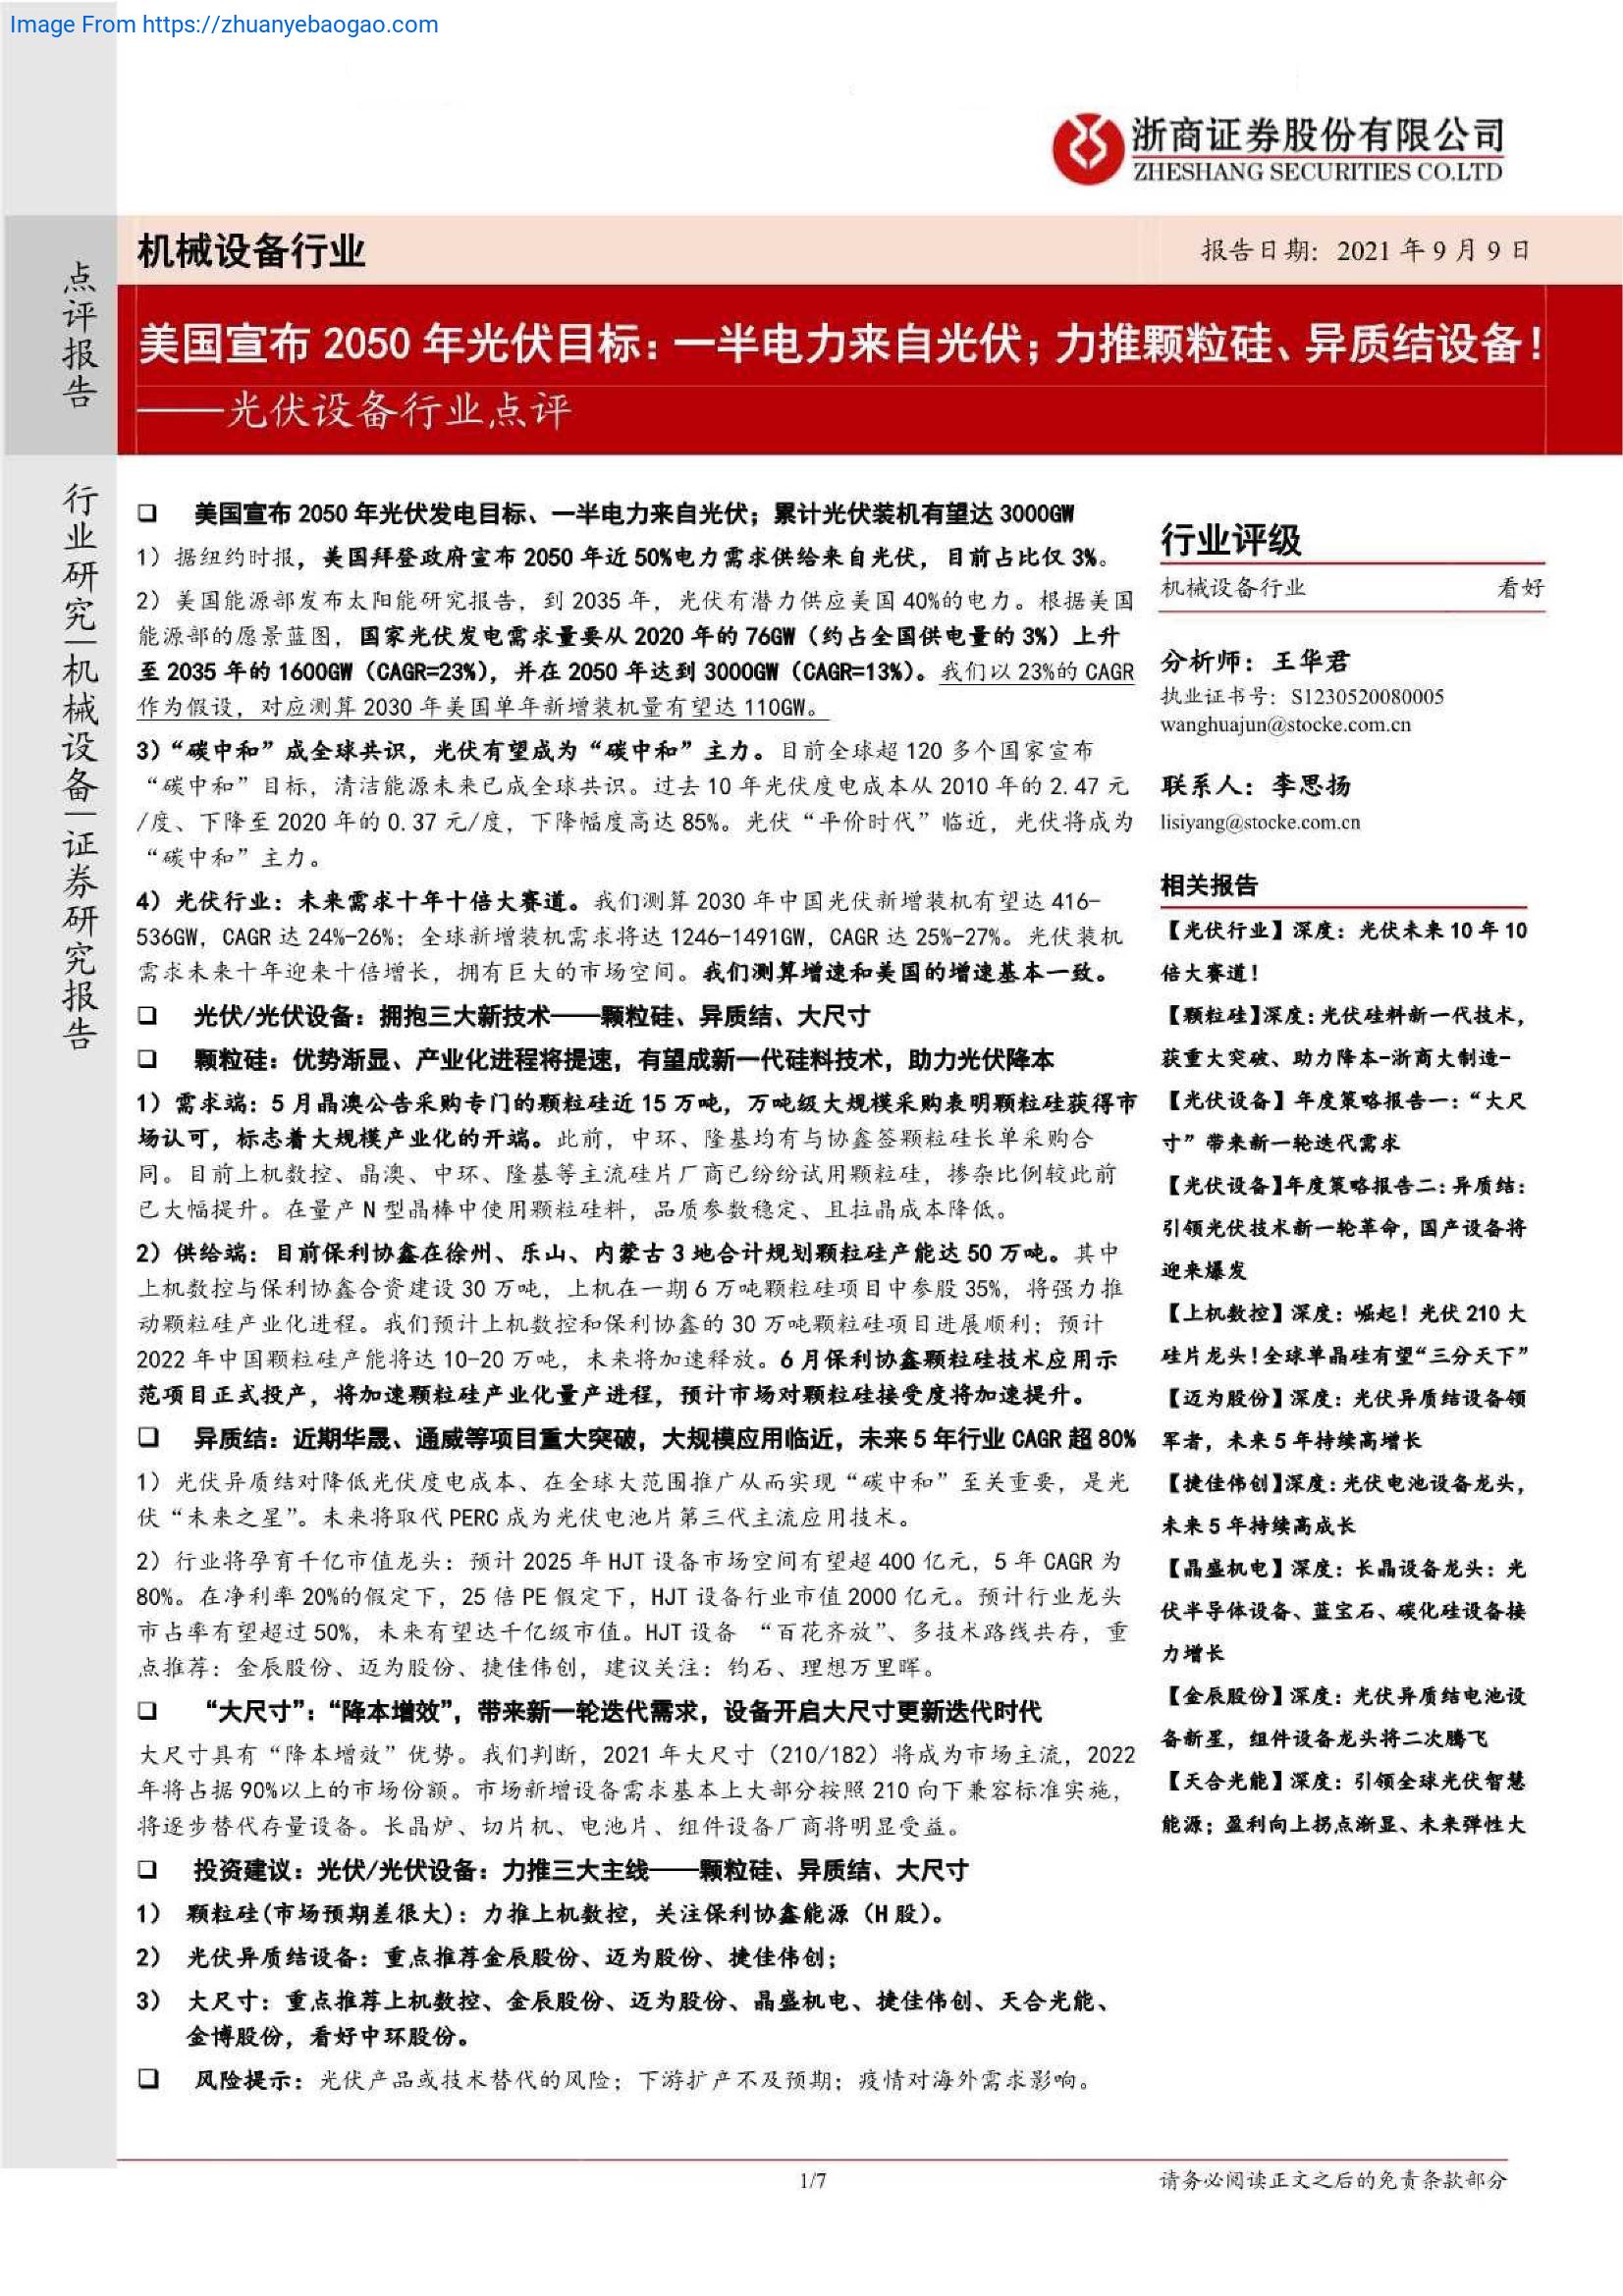 Image From https://zhuanyebaogao.com
浙商证券股份有限公司
ZHESHANG SECURITIES CO.LTD
点评报告
行业研究|机械设备|证券研究报告
机械设备行业
报告日期：2021年9月9日
美国宣布 2050 年光伏目标：一半电力来自光伏；力推颗粒硅、异质结设备！
——光伏设备行业点评
❑ 美国宣布 2050 年光伏发电目标、一半电力来自光伏；累计光伏装机有望达 3000GW
1）据纽约时报，美国拜登政府宣布 2050 年近 50%电力需求供给来自光伏，目前占比仅 3%。
2）美国能源部发布太阳能研究报告，到 2035 年，光伏有潜力供应美国 40%的电力。根据美国
能源部的愿景蓝图，国家光伏发电需求量要从 2020 年的 76GW（约占全国供电量的 3%）上升
至 2035 年的 1600GW（CAGR=23%），并在 2050 年达到 3000GW（CAGR=13%）。我们以 23%的 CAGR
作为假设，对应测算 2030 年美国单年新增装机量有望达 110GW。
3）“碳中和”成全球共识，光伏有望成为“碳中和”主力。目前全球超 120 多个国家宣布
“碳中和”目标，清洁能源未来已成全球共识。过去 10 年光伏度电成本从 2010 年的 2.47 元
/度、下降至 2020 年的 0.37 元/度，下降幅度高达 85%。光伏“平价时代”临近，光伏将成为
“碳中和”主力。
4）光伏行业：未来需求十年十倍大赛道。我们测算 2030 年中国光伏新增装机有望达 416-
536GW，CAGR 达 24%-26%；全球新增装机需求将达 1246-1491GW，CAGR 达 25%-27%。光伏装机
需求未来十年迎来十倍增长，拥有巨大的市场空间。我们测算增速和美国的增速基本一致。
❑ 光伏/光伏设备：拥抱三大新技术——颗粒硅、异质结、大尺寸
❑ 颗粒硅：优势渐显、产业化进程将提速，有望成新一代硅料技术，助力光伏降本
1）需求端：5 月晶澳公告采购专门的颗粒硅近 15 万吨，万吨级大规模采购表明颗粒硅获得市
场认可，标志着大规模产业化的开端。此前，中环、隆基均有与协鑫签颗粒硅长单采购合
同。目前上机数控、晶澳、中环、隆基等主流硅片厂商已纷纷试用颗粒硅，掺杂比例较此前
已大幅提升。在量产 N 型晶棒中使用颗粒硅料，品质参数稳定、且拉晶成本降低。
2）供给端：目前保利协鑫在徐州、乐山、内蒙古 3 地合计规划颗粒硅产能达 50 万吨。其中
上机数控与保利协鑫合资建设 30 万吨，上机在一期 6 万吨颗粒硅项目中参股 35%，将强力推
动颗粒硅产业化进程。我们预计上机数控和保利协鑫的 30 万吨颗粒硅项目进展顺利；预计
2022 年中国颗粒硅产能将达 10-20 万吨，未来将加速释放。6 月保利协鑫颗粒硅技术应用示
范项目正式投产，将加速颗粒硅产业化量产进程，预计市场对颗粒硅接受度将加速提升。
❑ 异质结：近期华晟、通威等项目重大突破，大规模应用临近，未来 5 年行业 CAGR 超 80%
1）光伏异质结对降低光伏度电成本、在全球大范围推广从而实现“碳中和”至关重要，是光
伏“未来之星”。未来将取代 PERC 成为光伏电池片第三代主流应用技术。
2）行业将孕育千亿市值龙头：预计 2025 年 HJT 设备市场空间有望超 400 亿元，5 年 CAGR 为
80%。在净利率 20%的假定下，25 倍 PE 假定下，HJT 设备行业市值 2000 亿元。预计行业龙头
市占率有望超过 50%，未来有望达千亿级市值。HJT 设备 “百花齐放”、多技术路线共存，重
点推荐：金辰股份、迈为股份、捷佳伟创，建议关注：钧石、理想万里晖。
❑ “大尺寸”：“降本增效”，带来新一轮迭代需求，设备开启大尺寸更新迭代时代
大尺寸具有“降本增效”优势。我们判断，2021 年大尺寸（210/182）将成为市场主流，2022
年将占据 90%以上的市场份额。市场新增设备需求基本上大部分按照 210 向下兼容标准实施，
将逐步替代存量设备。长晶炉、切片机、电池片、组件设备厂商将明显受益。
❑ 投资建议：光伏/光伏设备：力推三大主线——颗粒硅、异质结、大尺寸
1） 颗粒硅(市场预期差很大)：力推上机数控，关注保利协鑫能源（H 股）。
2） 光伏异质结设备：重点推荐金辰股份、迈为股份、捷佳伟创；
3） 大尺寸：重点推荐上机数控、金辰股份、迈为股份、晶盛机电、捷佳伟创、天合光能、
金博股份，看好中环股份。
❑ 风险提示：光伏产品或技术替代的风险；下游扩产不及预期；疫情对海外需求影响。
行业评级
机械设备行业 看好
分析师：王华君
执业证书号：S1230520080005
wanghuajun@stocke.com.cn
联系人：李思扬
lisiyang@stocke.com.cn
相关报告
【光伏行业】深度：光伏未来 10 年 10
倍大赛道！
【颗粒硅】深度：光伏硅料新一代技术，
获重大突破、助力降本-浙商大制造-
【光伏设备】年度策略报告一：“大尺
寸”带来新一轮迭代需求
【光伏设备】年度策略报告二：异质结：
引领光伏技术新一轮革命，国产设备将
迎来爆发
【上机数控】深度：崛起！光伏 210 大
硅片龙头！全球单晶硅有望“三分天下”
【迈为股份】深度：光伏异质结设备领
军者，未来 5 年持续高增长
【捷佳伟创】深度：光伏电池设备龙头，
未来 5 年持续高成长
【晶盛机电】深度：长晶设备龙头：光
伏半导体设备、蓝宝石、碳化硅设备接
力增长
【金辰股份】深度：光伏异质结电池设
备新星，组件设备龙头将二次腾飞
【天合光能】深度：引领全球光伏智慧
能源；盈利向上拐点渐显、未来弹性大
1/7
请务必阅读正文之后的免责条款部分